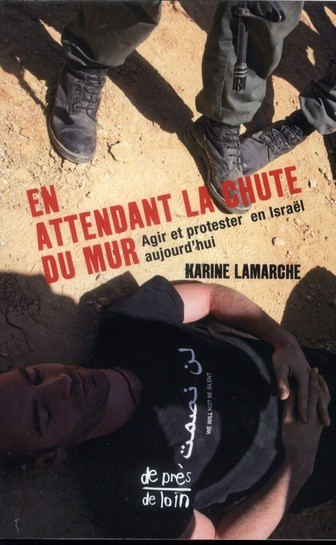 EN
ATTENDANT LA CHUTE
DU MUR
Agir et protester en Israël
aujourd'hui
KARINE LAMARCHE
لن نصمت
WE WILL NOT BE SILENT
de près
de loin